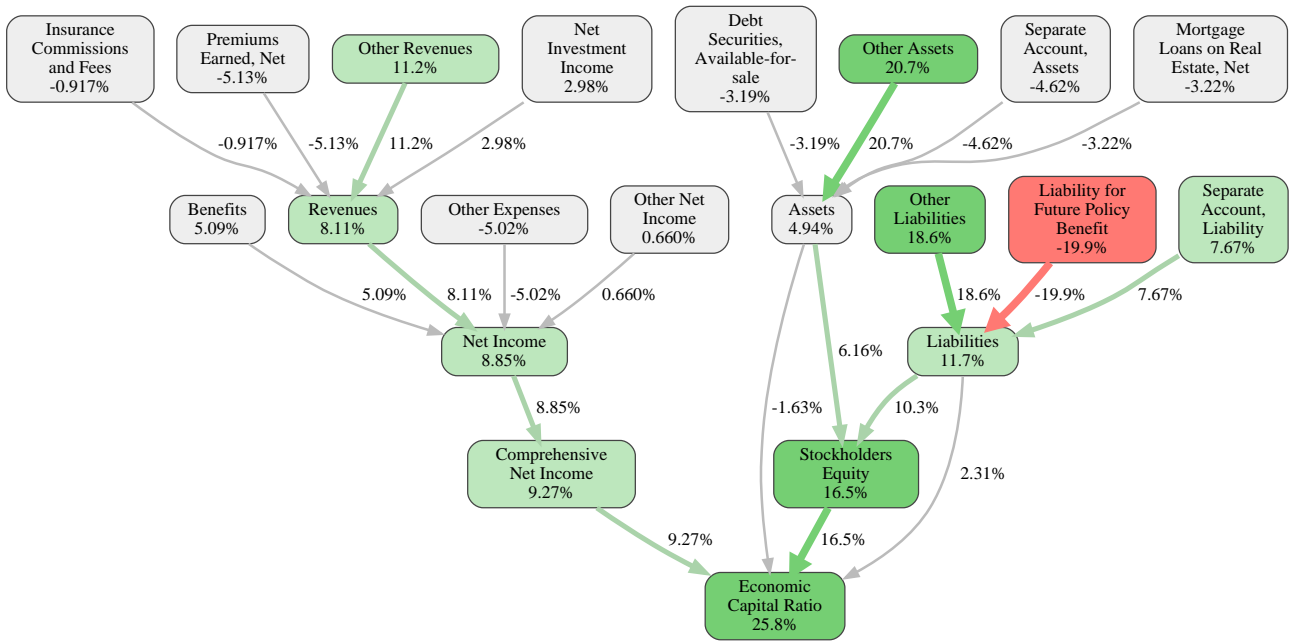 Insurance
Commissions
and Fees
-0.917%
Premiums
Earned, Net
-5.13%
Other Revenues
11.2%
Net
Investment
Income
2.98%
Debt
Securities,
Available-for-
sale
-3.19%
Other Assets
20.7%
Separate
Account,
Assets
-4.62%
Mortgage
Loans on Real
Estate, Net
-3.22%
-0.917%
-5.13%
11.2%
2.98%
-3.19%
20.7%
-4.62%
-3.22%
Benefits
5.09%
Revenues
8.11%
Other Expenses
-5.02%
Other Net
Income
0.660%
Assets
4.94%
Other
Liabilities
18.6%
Liability for
Future Policy
Benefit
-19.9%
Separate
Account,
Liability
7.67%
5.09%
8.11%
-5.02%
0.660%
18.6%
-19.9%
7.67%
Net Income
8.85%
6.16%
Liabilities
11.7%
8.85%
-1.63%
10.3%
Comprehensive
Net Income
9.27%
Stockholders
Equity
16.5%
2.31%
9.27%
16.5%
Economic
Capital Ratio
25.8%